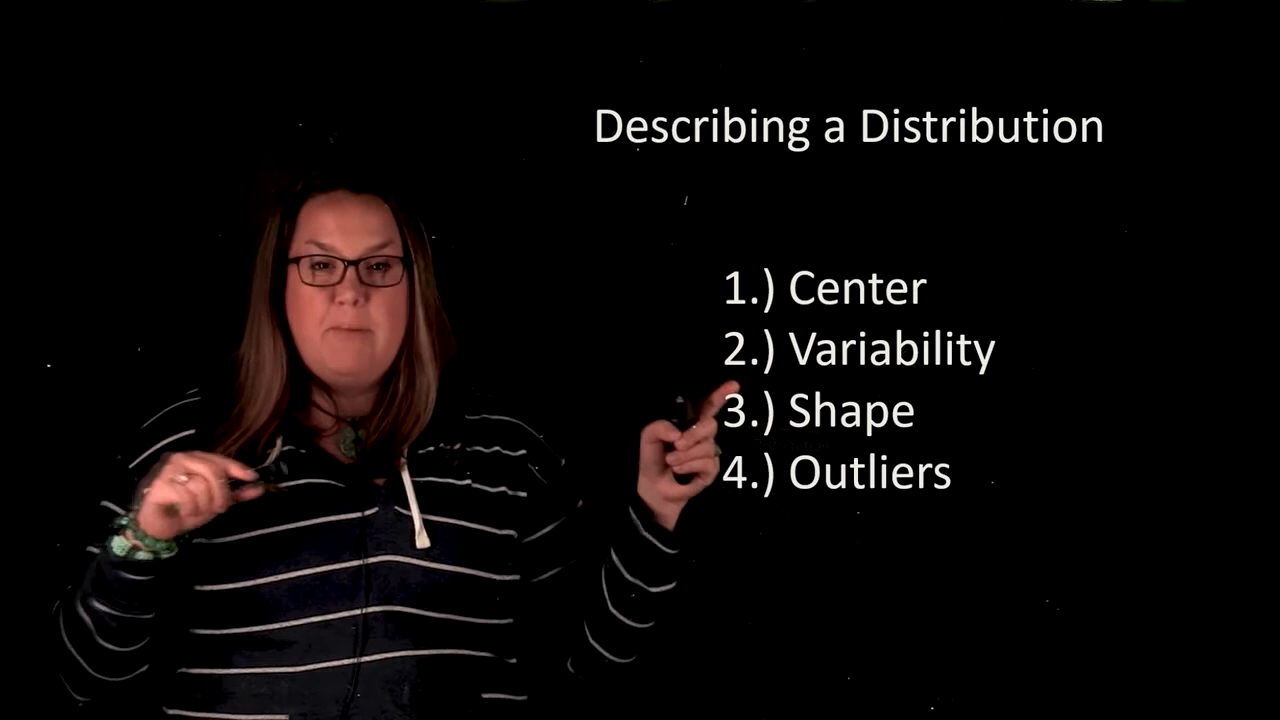 Describing a Distribution
1.) Center
2.) Variability
3.) Shape
4.) Outliers